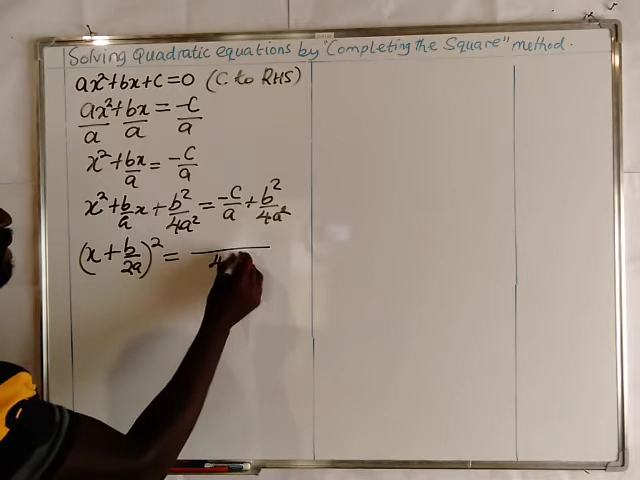 Solving Quadratic equations by "Completing the Square" method.
ax²+bx+c=0 (C to RHS)
ax²/a + bx/a = -c/a
x²+bx/a = -c/a
x²+b/a x+b²/4a² = -c/a + b²/4a²
(x+b/2a)² = /4